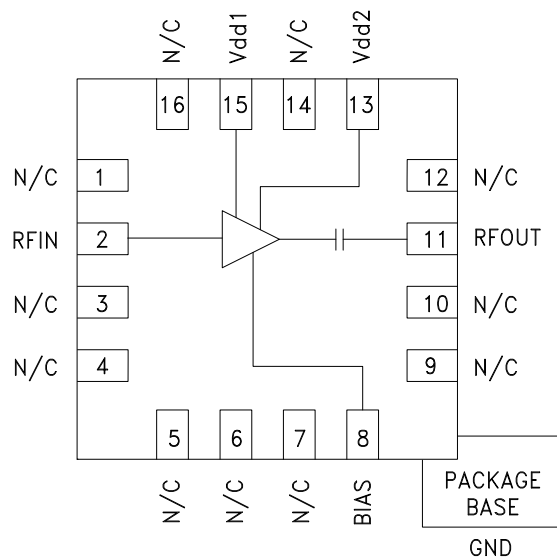 N/C
Vdd1
N/C
Vdd2
16
15
14
13
N/C 1
12 N/C
RFIN 2
11 RFOUT
N/C 3
10 N/C
N/C 4
9 N/C
5
6
7
8
N/C
N/C
N/C
BIAS
PACKAGE
BASE
GND